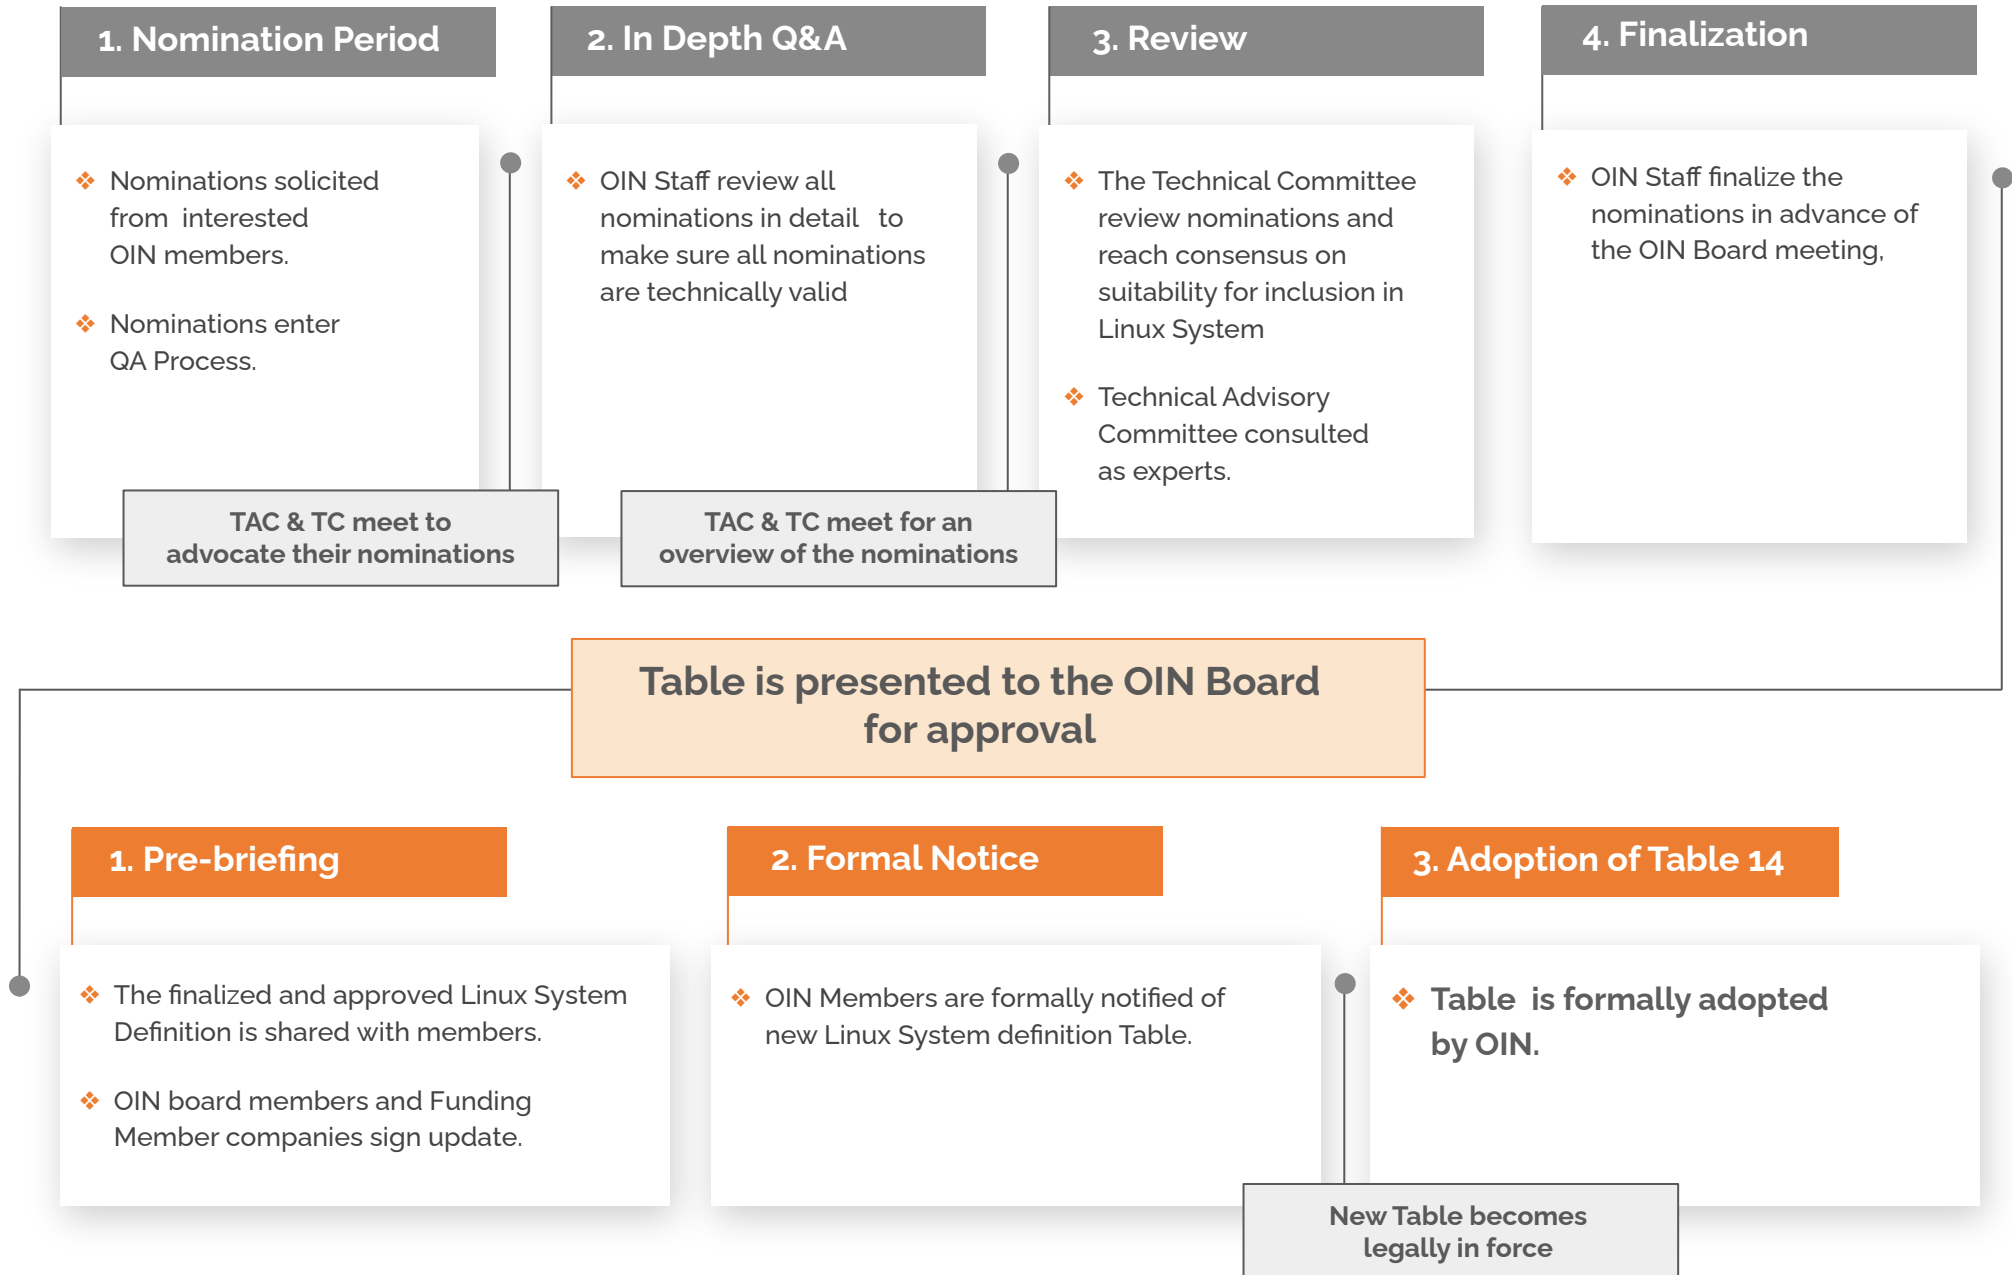 1. Nomination Period
Nominations solicited
from interested
OIN members.
Nominations enter
QA Process.
TAC & TC meet to
advocate their nominations
2. In Depth Q&A
OIN Staff review all
nominations in detail to
make sure all nominations
are technically valid
TAC & TC meet for an
overview of the nominations
3. Review
The Technical Committee
review nominations and
reach consensus on
suitability for inclusion in
Linux System
Technical Advisory
Committee consulted
as experts.
4. Finalization
OIN Staff finalize the
nominations in advance of
the OIN Board meeting,
Table is presented to the OIN Board
for approval
1. Pre-briefing
The finalized and approved Linux System
Definition is shared with members.
OIN board members and Funding
Member companies sign update.
2. Formal Notice
OIN Members are formally notified of
new Linux System definition Table.
3. Adoption of Table 14
Table is formally adopted
by OIN.
New Table becomes
legally in force